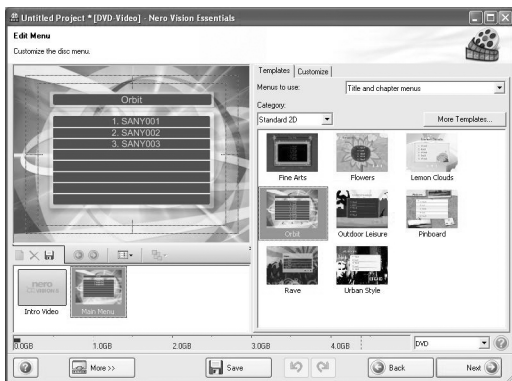 Untitled Project * [DVD-Video] - Nero Vision Essentials
Edit Menu
Customize the disc menu.
Orbit
1. SANY001
2. SANY002
3. SANY003
Templates Customize
Menus to use: Title and chapter menus
Category:
Standard 2D More Templates...
Fine Arts Flowers Lemon Clouds
Orbit Outdoor Leisure Pinboard
Rave Urban Style
nero
Intro Video Main Menu
0.0GB 1.0GB 2.0GB 3.0GB 4.0GB DVD
More >> Save Back Next